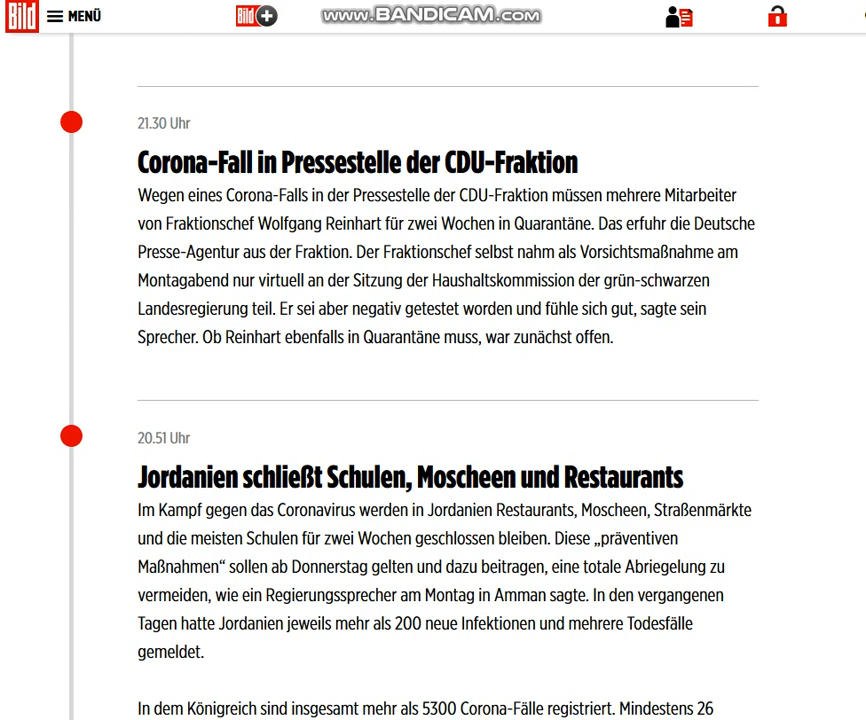 Bild MENÜ Bild+ www.BANDICAM.com
21.30 Uhr
Corona-Fall in Pressestelle der CDU-Fraktion
Wegen eines Corona-Falls in der Pressestelle der CDU-Fraktion müssen mehrere Mitarbeiter
von Fraktionschef Wolfgang Reinhart für zwei Wochen in Quarantäne. Das erfuhr die Deutsche
Presse-Agentur aus der Fraktion. Der Fraktionschef selbst nahm als Vorsichtsmaßnahme am
Montagabend nur virtuell an der Sitzung der Haushaltskommission der grün-schwarzen
Landesregierung teil. Er sei aber negativ getestet worden und fühle sich gut, sagte sein
Sprecher. Ob Reinhart ebenfalls in Quarantäne muss, war zunächst offen.
20.51 Uhr
Jordanien schließt Schulen, Moscheen und Restaurants
Im Kampf gegen das Coronavirus werden in Jordanien Restaurants, Moscheen, Straßenmärkte
und die meisten Schulen für zwei Wochen geschlossen bleiben. Diese „präventiven
Maßnahmen“ sollen ab Donnerstag gelten und dazu beitragen, eine totale Abriegelung zu
vermeiden, wie ein Regierungssprecher am Montag in Amman sagte. In den vergangenen
Tagen hatte Jordanien jeweils mehr als 200 neue Infektionen und mehrere Todesfälle
gemeldet.
In dem Königreich sind insgesamt mehr als 5300 Corona-Fälle registriert. Mindestens 26